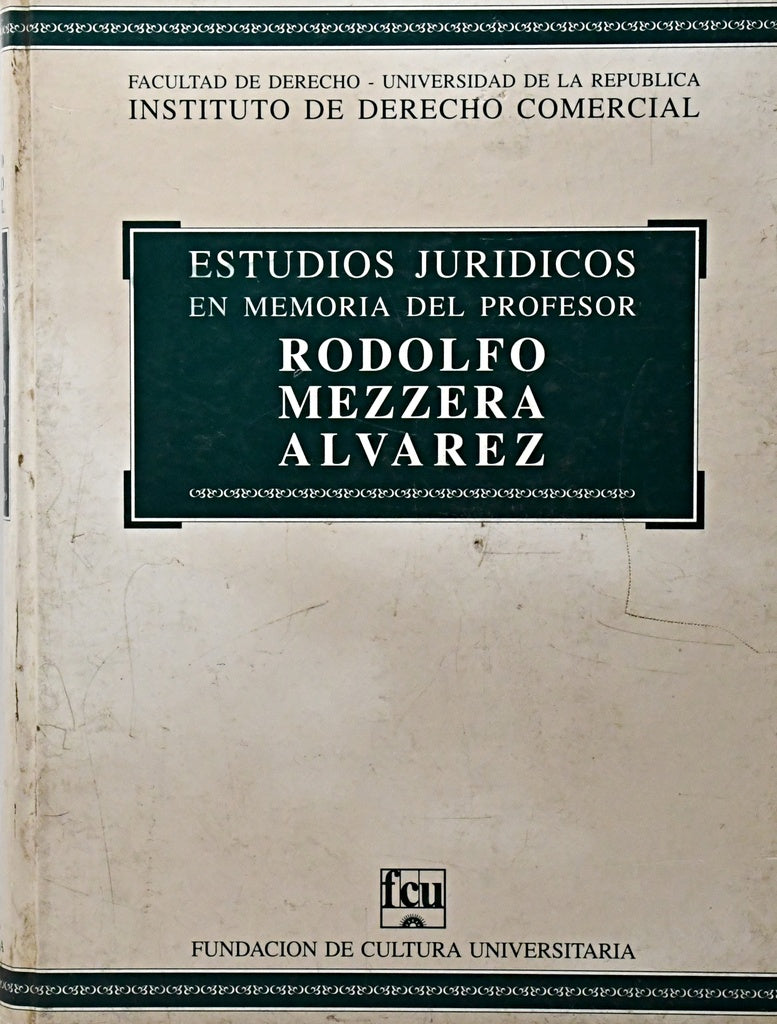 FACULTAD DE DERECHO - UNIVERSIDAD DE LA REPUBLICA
INSTITUTO DE DERECHO COMERCIAL
ESTUDIOS JURIDICOS
EN MEMORIA DEL PROFESOR
RODOLFO
MEZZERA
ALVAREZ
fcu
FUNDACION DE CULTURA UNIVERSITARIA